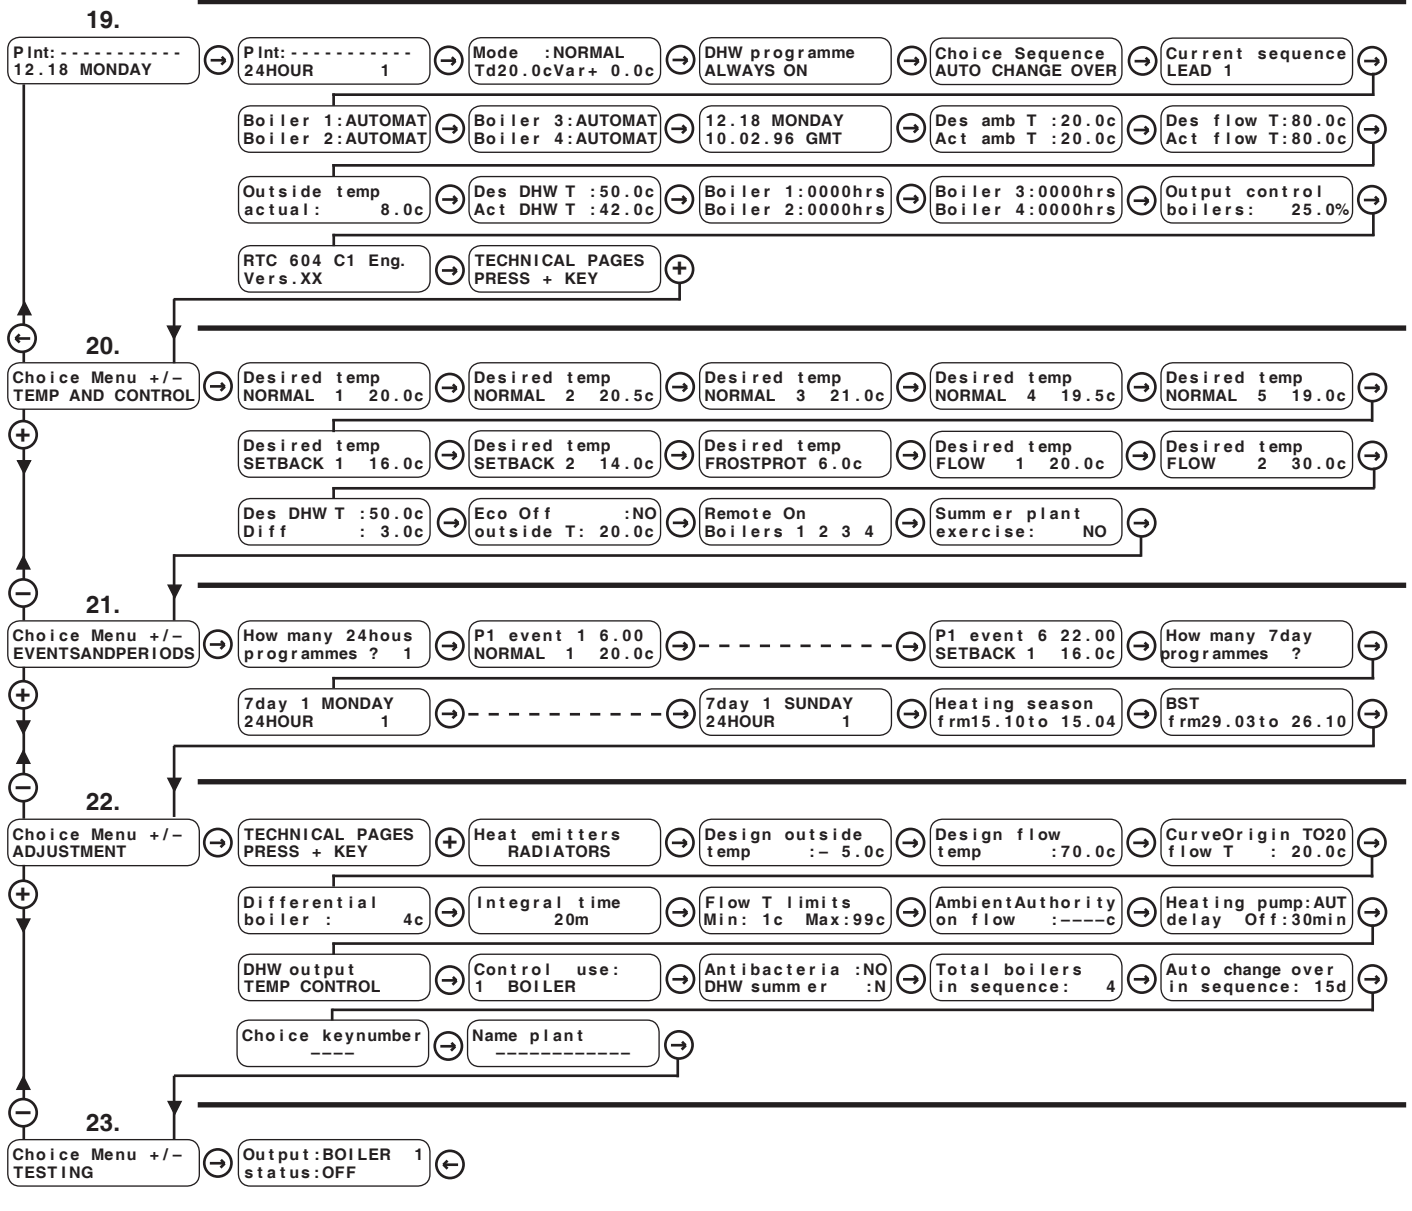 19.
Plnt:-----------
12.18 MONDAY
Plnt:-----------
24HOUR 1
Mode :NORMAL
Td20.0cVar+ 0.0c
DHW programme
ALWAYS ON
Choice Sequence
AUTO CHANGE OVER
Current sequence
LEAD 1
Boiler 1:AUTOMAT
Boiler 2:AUTOMAT
Boiler 3:AUTOMAT
Boiler 4:AUTOMAT
12.18 MONDAY
10.02.96 GMT
Des amb T :20.0c
Act amb T :20.0c
Des flow T:80.0c
Act flow T:80.0c
Outside temp
actual: 8.0c
Des DHW T :50.0c
Act DHW T :42.0c
Boiler 1:0000hrs
Boiler 2:0000hrs
Boiler 3:0000hrs
Boiler 4:0000hrs
Output control
boilers: 25.0%
RTC 604 C1 Eng.
Vers.XX
TECHNICAL PAGES
PRESS + KEY
20.
Choice Menu +/–
TEMP AND CONTROL
Desired temp
NORMAL 1 20.0c
Desired temp
NORMAL 2 20.5c
Desired temp
NORMAL 3 21.0c
Desired temp
NORMAL 4 19.5c
Desired temp
NORMAL 5 19.0c
Desired temp
SETBACK 1 16.0c
Desired temp
SETBACK 2 14.0c
Desired temp
FROSTPROT 6.0c
Desired temp
FLOW 1 20.0c
Desired temp
FLOW 2 30.0c
Des DHW T :50.0c
Diff : 3.0c
Eco Off :NO
outside T: 20.0c
Remote On
Boilers 1 2 3 4
Summer plant
exercise: NO
21.
Choice Menu +/–
EVENTSANDPERIODS
How many 24hous
programmes ? 1
P1 event 1 6.00
NORMAL 1 20.0c
P1 event 6 22.00
SETBACK 1 16.0c
How many 7day
programmes ?
7day 1 MONDAY
24HOUR 1
7day 1 SUNDAY
24HOUR 1
Heating season
frm15.10to 15.04
BST
frm29.03to 26.10
22.
Choice Menu +/–
ADJUSTMENT
TECHNICAL PAGES
PRESS + KEY
Heat emitters
RADIATORS
Design outside
temp :– 5.0c
Design flow
temp :70.0c
CurveOrigin TO20
flow T : 20.0c
Differential
boiler : 4c
Integral time
20m
Flow T limits
Min: 1c Max:99c
AmbientAuthority
on flow :––––c
Heating pump:AUT
delay Off:30min
DHW output
TEMP CONTROL
Control use:
1 BOILER
Antibacteria :NO
DHW summer :N
Total boilers
in sequence: 4
Auto change over
in sequence: 15d
Choice keynumber
––––
Name plant
––––––––––––
23.
Choice Menu +/–
TESTING
Output:BOILER 1
status:OFF